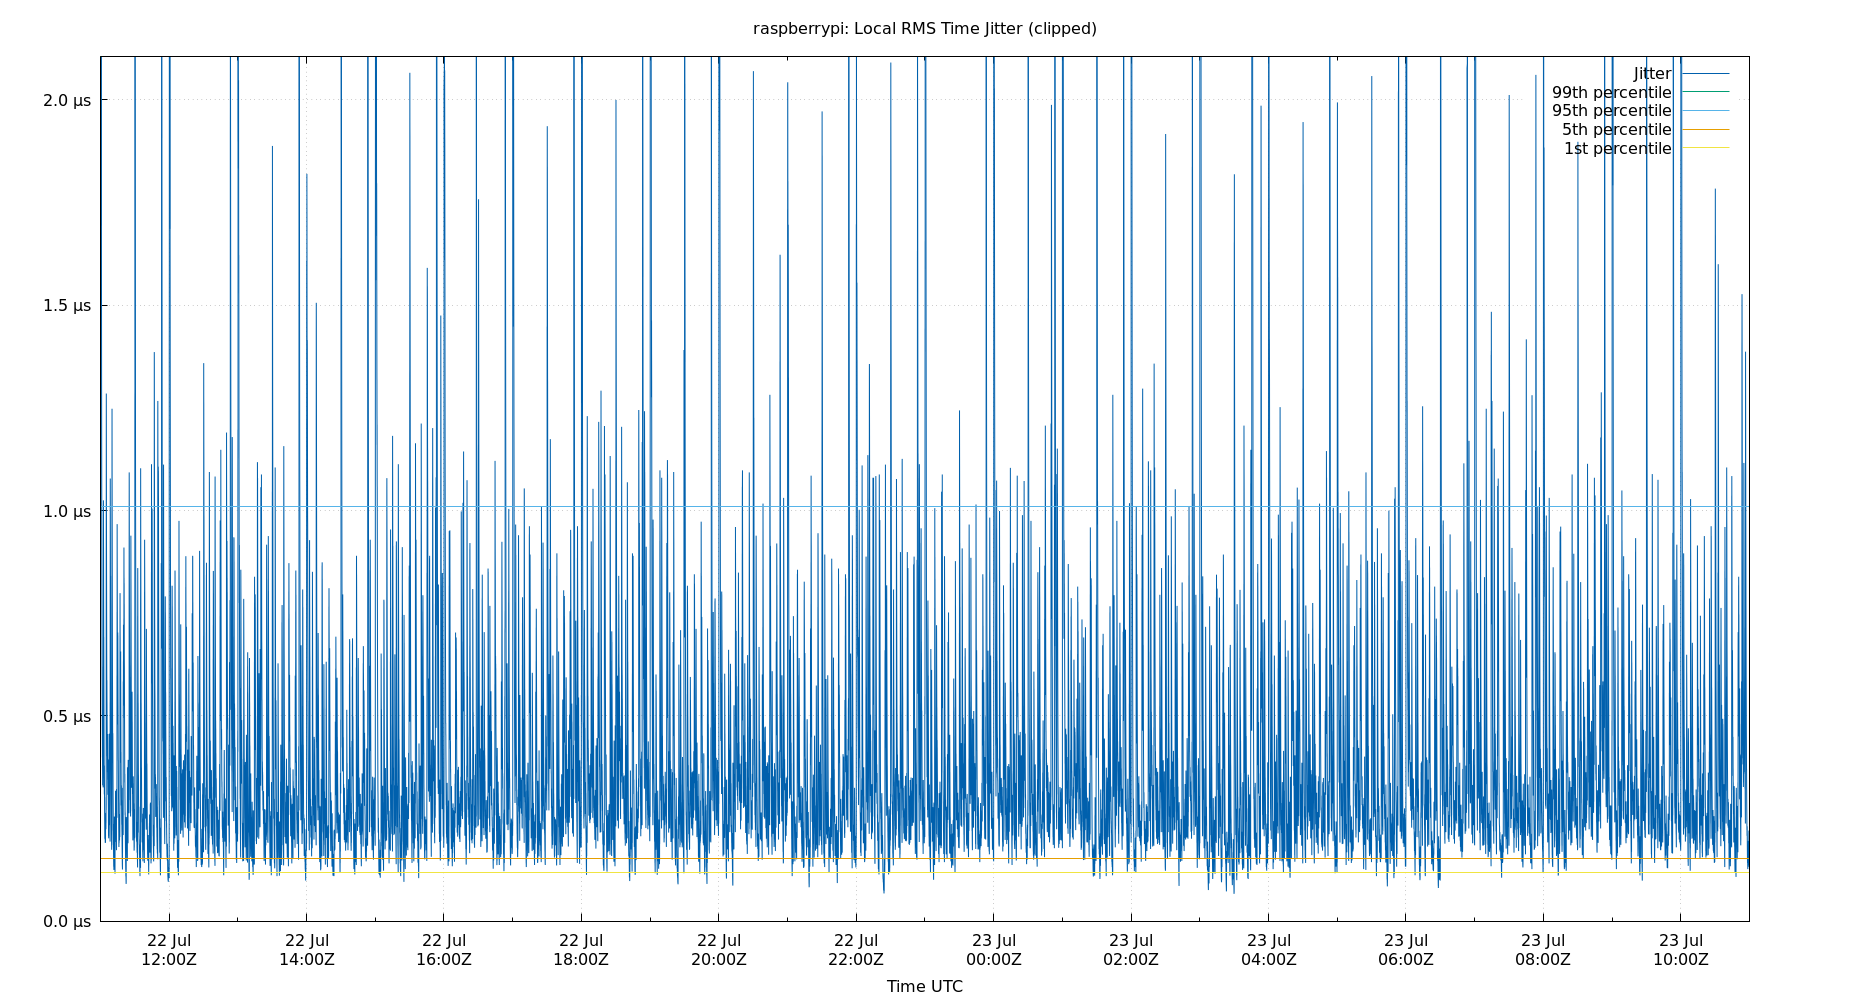 raspberrypi: Local RMS Time Jitter (clipped)
Jitter
99th percentile
95th percentile
5th percentile
1st percentile
2.0 µs
1.5 µs
1.0 µs
0.5 µs
0.0 µs
22 Jul 22 Jul 22 Jul 22 Jul 22 Jul 22 Jul 23 Jul 23 Jul 23 Jul 23 Jul 23 Jul 23 Jul
12:00Z 14:00Z 16:00Z 18:00Z 20:00Z 22:00Z 00:00Z 02:00Z 04:00Z 06:00Z 08:00Z 10:00Z
Time UTC